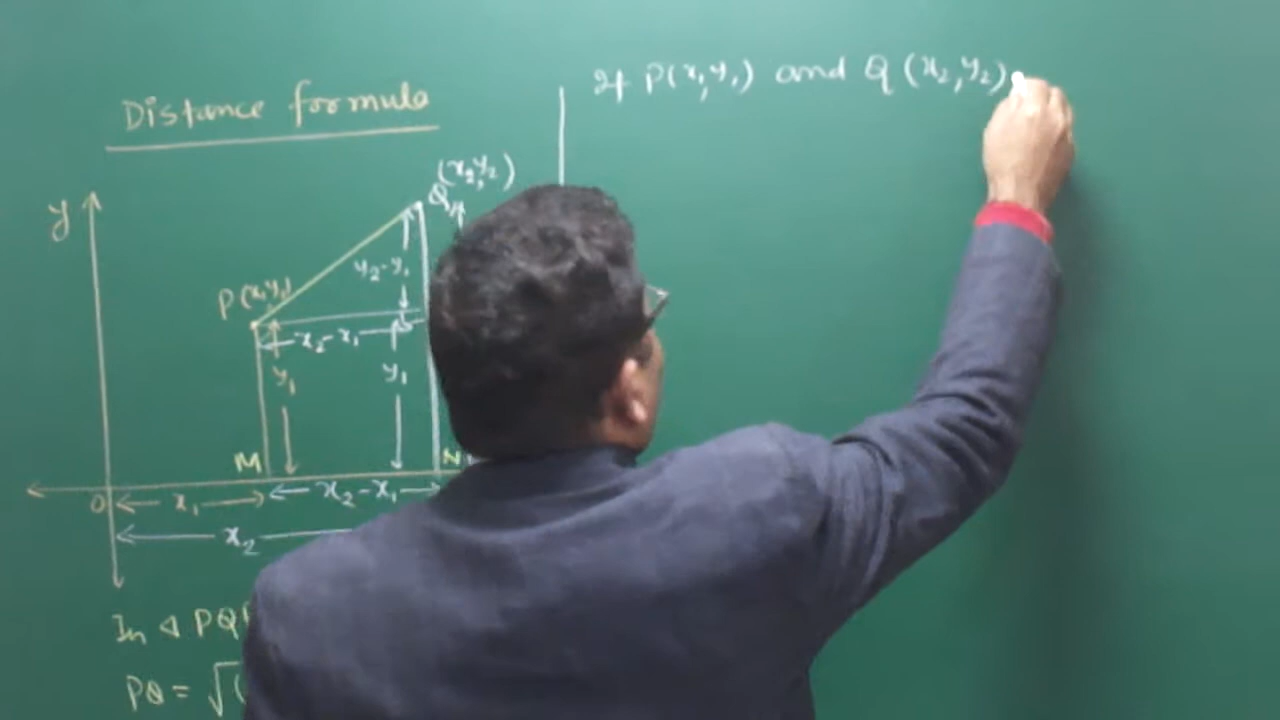 Distance formula
If P(x₁,y₁) and Q (x₂,y₂)
(x₂,y₂)
y
Q
y₂-y₁
P(x₁,y₁)
x₂-x₁
y₁ y₁
M N
O x₁ x₂-x₁
x₂
In △ PQ
PQ = √(